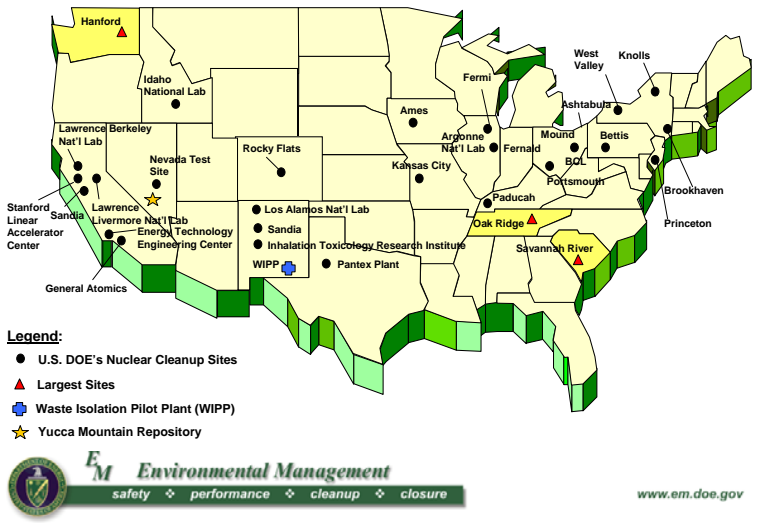 Hanford
Idaho
National Lab
Lawrence Berkeley
Nat'l Lab
Nevada Test
Site
Rocky Flats
Ames
Fermi
Argonne
Nat'l Lab
Kansas City
West
Valley
Knolls
Ashtabula
Mound
Bettis
Fernald
BCL
Portsmouth
Brookhaven
Princeton
Paducah
Oak Ridge
Savannah River
Stanford
Linear
Accelerator
Center
Sandia
Lawrence
Livermore Nat'l Lab
Energy Technology
Engineering Center
General Atomics
Los Alamos Nat'l Lab
Sandia
Inhalation Toxicology Research Institute
WIPP
Pantex Plant
Legend:
U.S. DOE's Nuclear Cleanup Sites
Largest Sites
Waste Isolation Pilot Plant (WIPP)
Yucca Mountain Repository
EM Environmental Management
safety ❖ performance ❖ cleanup ❖ closure
www.em.doe.gov